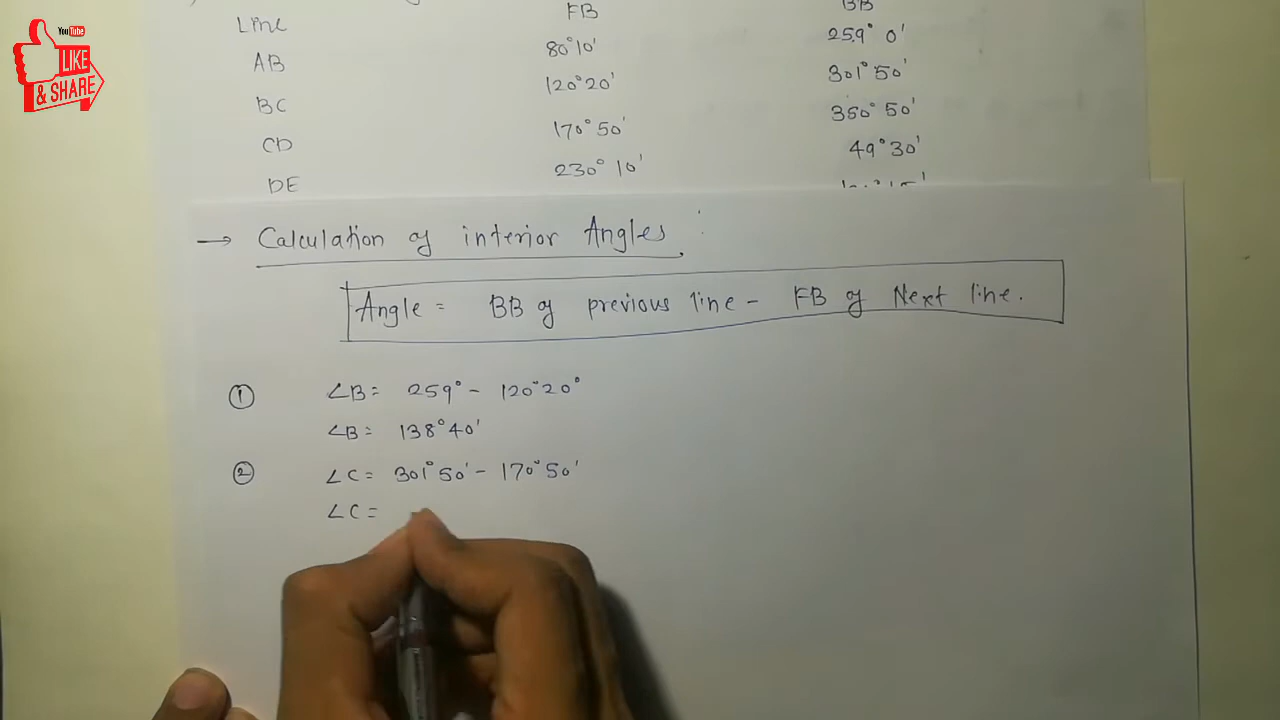 YouTube
LIKE
& SHARE
Line FB BB
AB 80°10' 259° 0'
BC 120°20' 301°50'
CD 170°50' 350°50'
DE 230°10' 49°30'
→ Calculation of interior Angles :
Angle = BB of previous line - FB of Next line.
① ∠B = 259° - 120°20°
∠B = 138°40'
② ∠C = 301°50' - 170°50'
∠C =